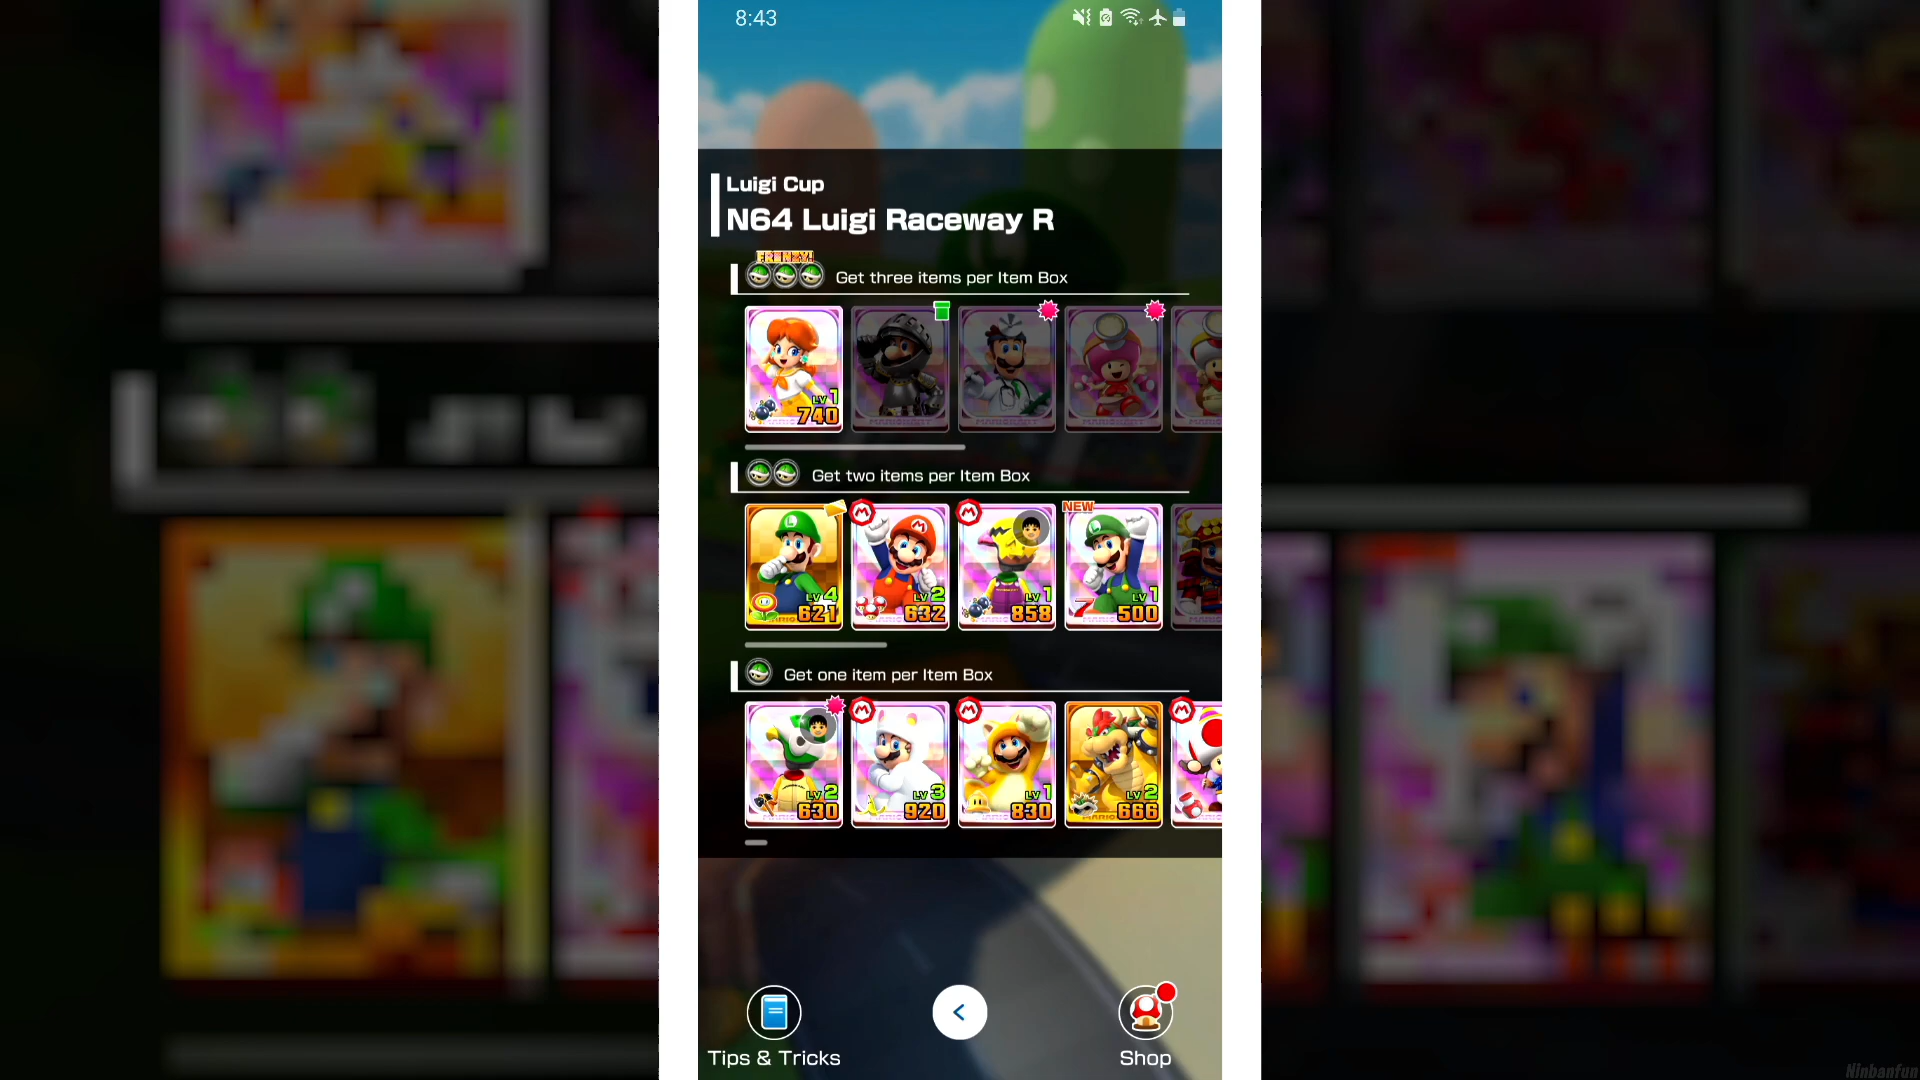 8:43
Luigi Cup
N64 Luigi Raceway R
FRENZY!
Get three items per Item Box
LV 1
740
Get two items per Item Box
NEW
LV 4
621
LV 2
632
LV 1
858
LV 1
500
Get one item per Item Box
LV 2
630
LV 3
920
LV 1
830
LV 2
666
Tips & Tricks
Shop
Ninbanfun